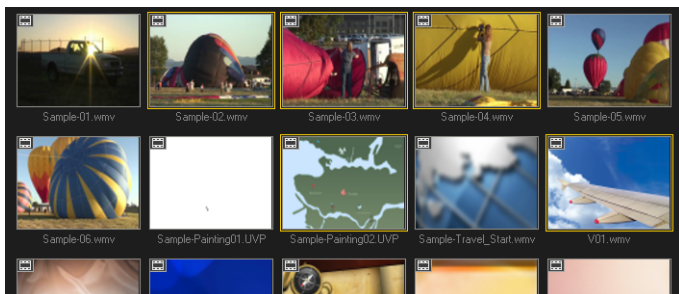 Sample-01.wmv
Sample-02.wmv
Sample-03.wmv
Sample-04.wmv
Sample-05.wmv
Sample-06.wmv
Sample-Painting01.UVP
Sample-Painting02.UVP
Sample-Travel_Start.wmv
V01.wmv